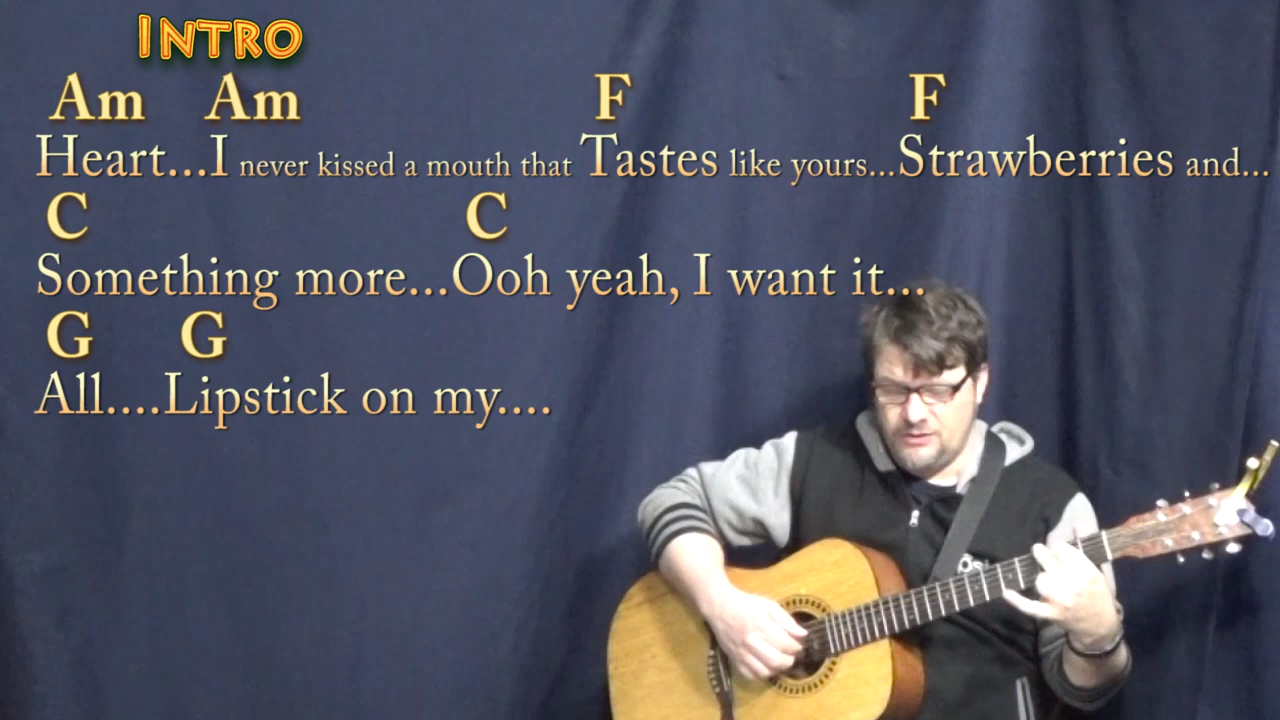 INTRO
Am Am F F
Heart...I never kissed a mouth that Tastes like yours...Strawberries and...
C C
Something more...Ooh yeah, I want it...
G G
All....Lipstick on my....